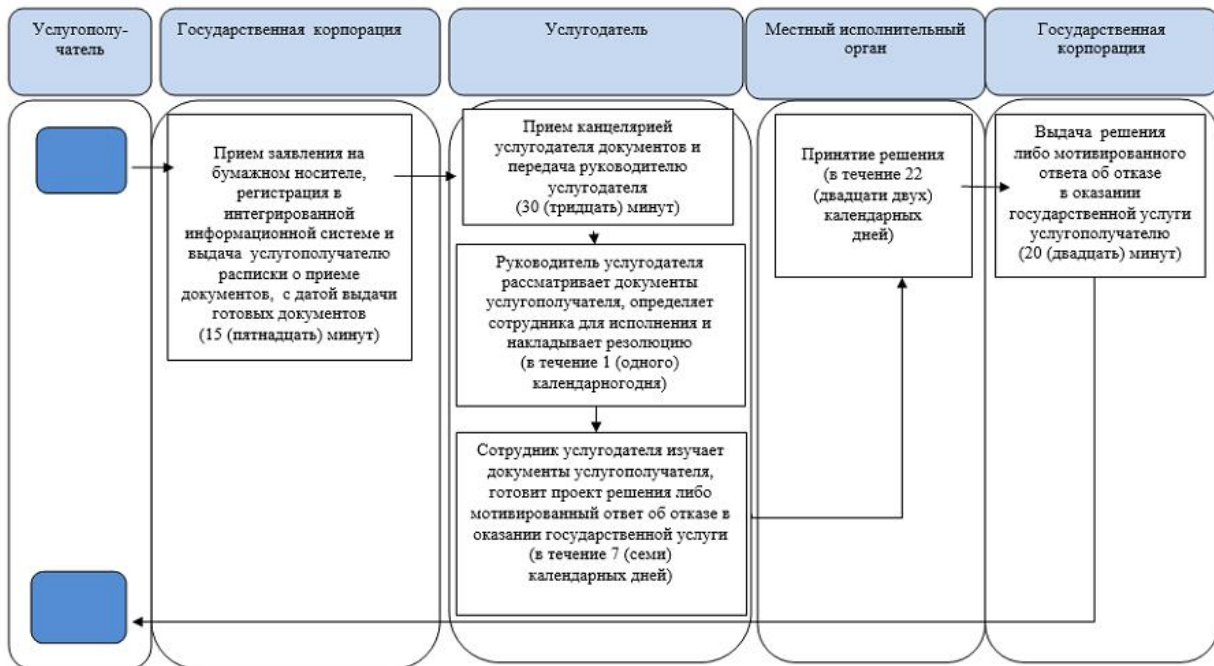 Услугополу-
чатель
Государственная корпорация
Услугодатель
Местный исполнительный
орган
Государственная
корпорация
Прием заявления на
бумажном носителе,
регистрация в
интегрированной
информационной системе и
выдача услугополучателю
расписки о приеме
документов, с датой выдачи
готовых документов
(15 (пятнадцать) минут)
Прием канцелярией
услугодателя документов и
передача руководителю
услугодателя
(30 (тридцать) минут)
Руководитель услугодателя
рассматривает документы
услугополучателя, определяет
сотрудника для исполнения и
накладывает резолюцию
(в течение 1 (одного)
календарногодня)
Сотрудник услугодателя изучает
документы услугополучателя,
готовит проект решения либо
мотивированный ответ об отказе в
оказании государственной услуги
(в течение 7 (семи)
календарных дней)
Принятие решения
(в течение 22
(двадцати двух)
календарных
дней)
Выдача решения
либо мотивированного
ответа об отказе
в оказании
государственной услуги
услугополучателю
(20 (двадцать) минут)